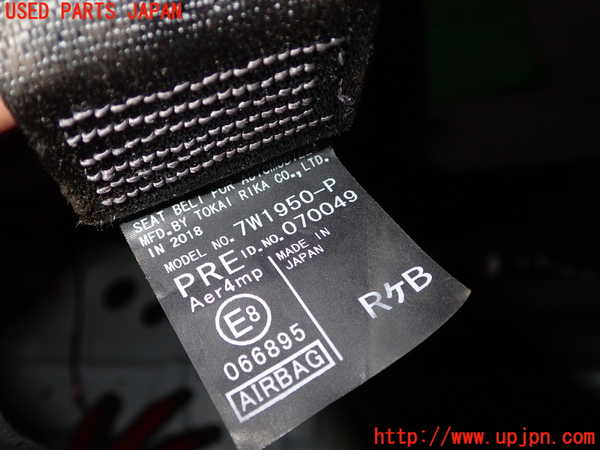 USED PARTS JAPAN
SEAT BELT FOR AUTOMOBILE
MFD. BY TOKAI RIKA CO., LTD.
IN 2018
MODEL NO. 7W1950-P
PRE ID. NO. 070049
Aer4mp
MADE IN
JAPAN
E8
066895
AIRBAG
RケB
http://www.upjpn.com